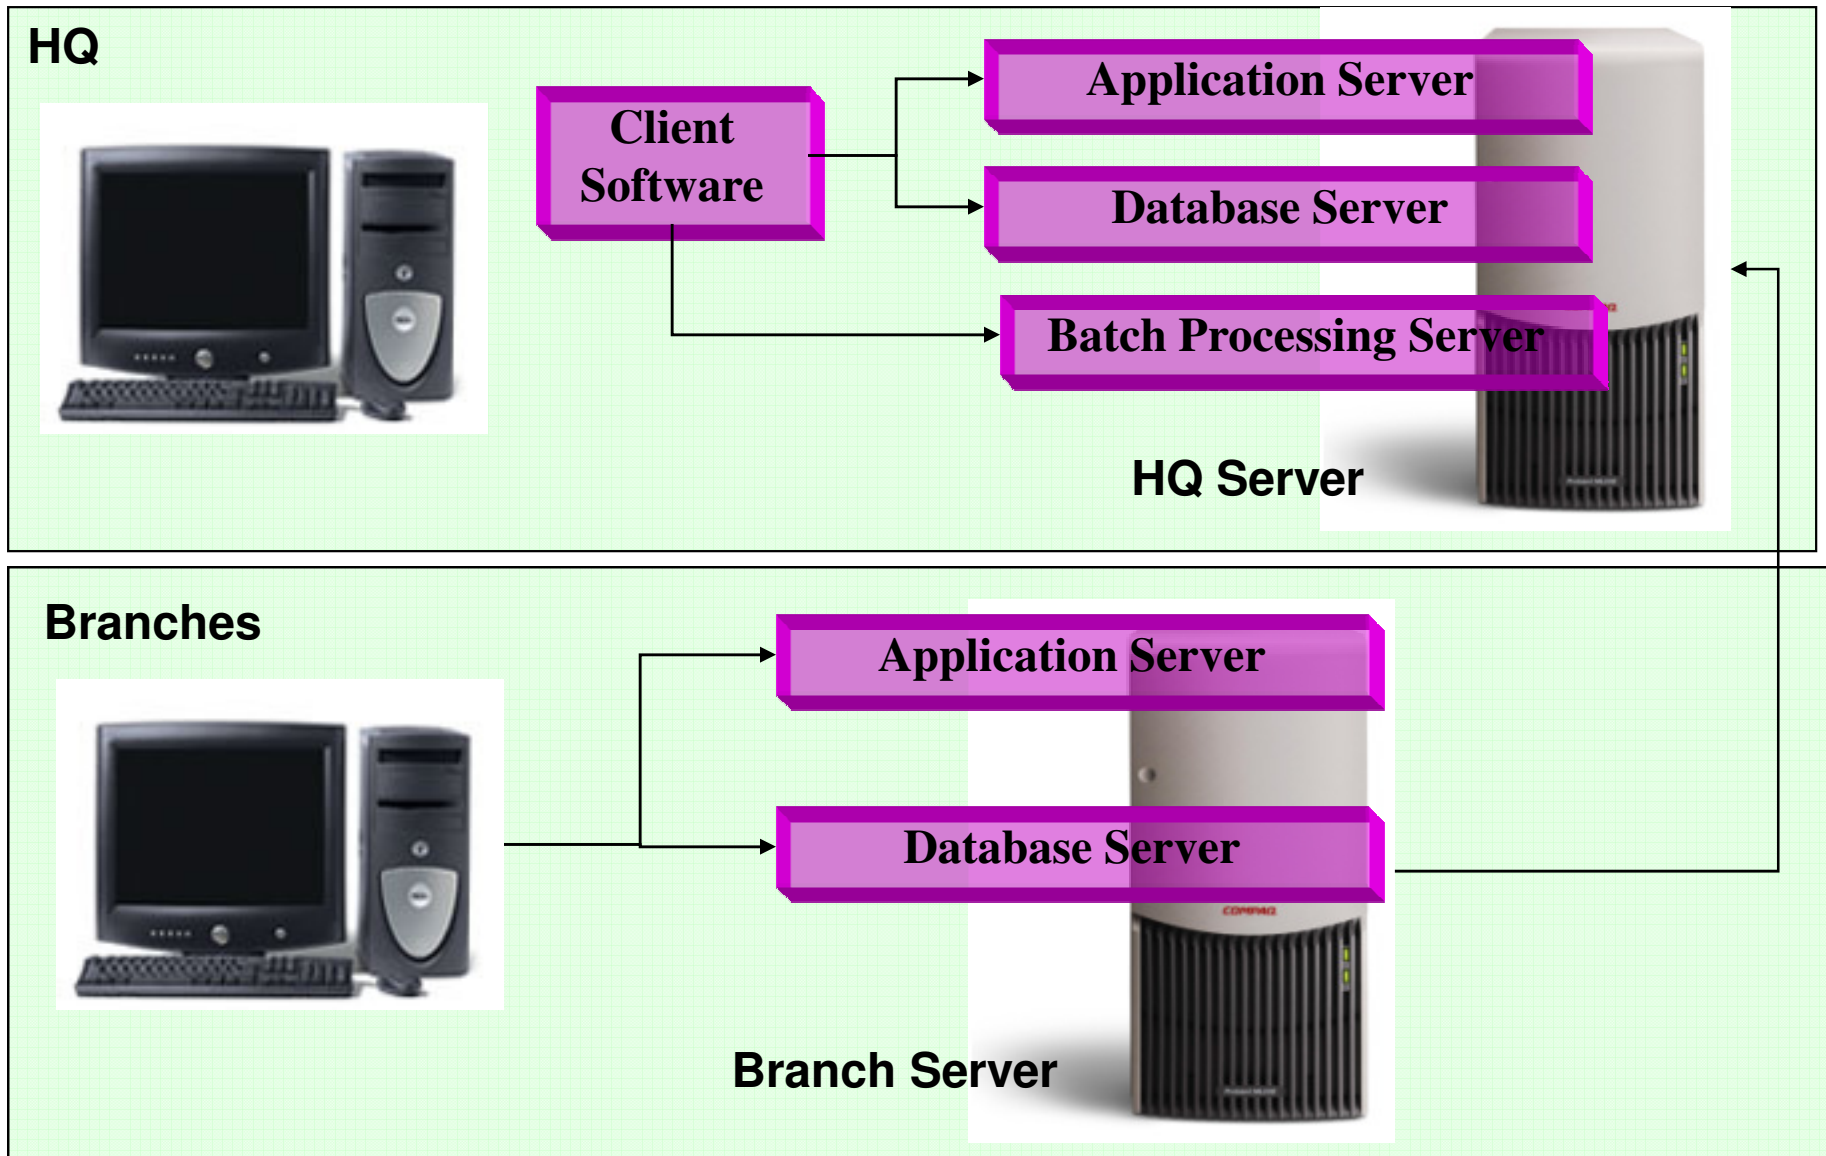 HQ
Client
Software
Application Server
Database Server
Batch Processing Server
HQ Server
Branches
Application Server
Database Server
COMPAQ
Branch Server